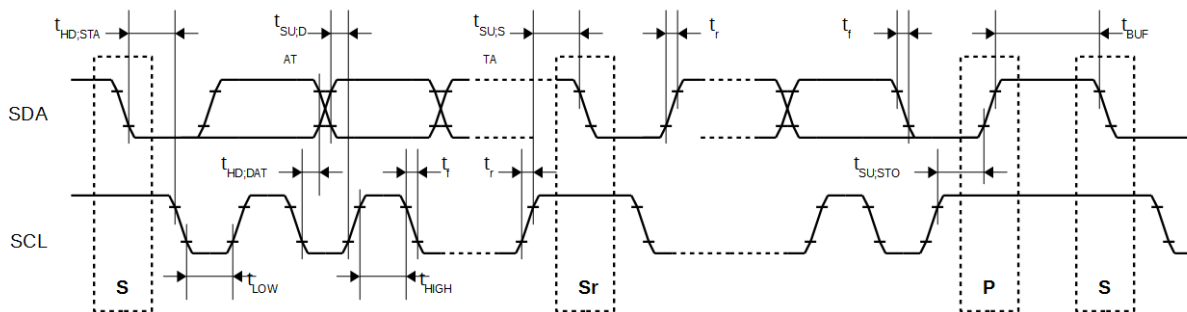 tHD;STA
tSU;D
AT
tSU;S
TA
tr
tf
tBUF
SDA
tHD;DAT
tf
tr
tSU;STO
SCL
tLOW
tHIGH
S
Sr
P
S